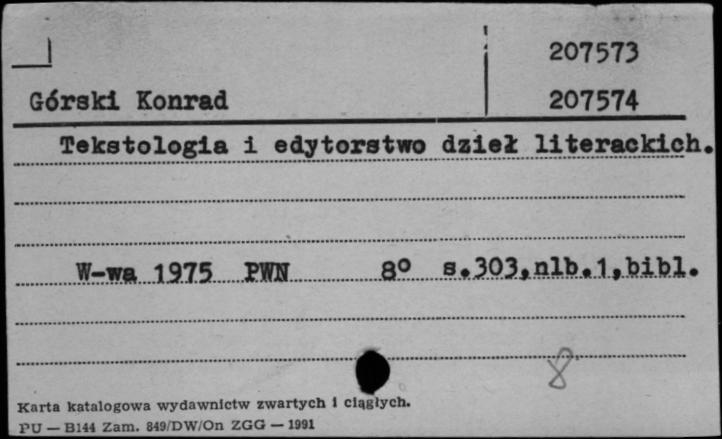 207573
Górski Konrad 207574
Tekstologia i edytorstwo dzieł literackich.
W-wa 1975 PWN 8° s.303,nlb.1,bibl.
8
Karta katalogowa wydawnictw zwartych i ciągłych.
PU — B144 Zam. 849/DW/On ZGG — 1991